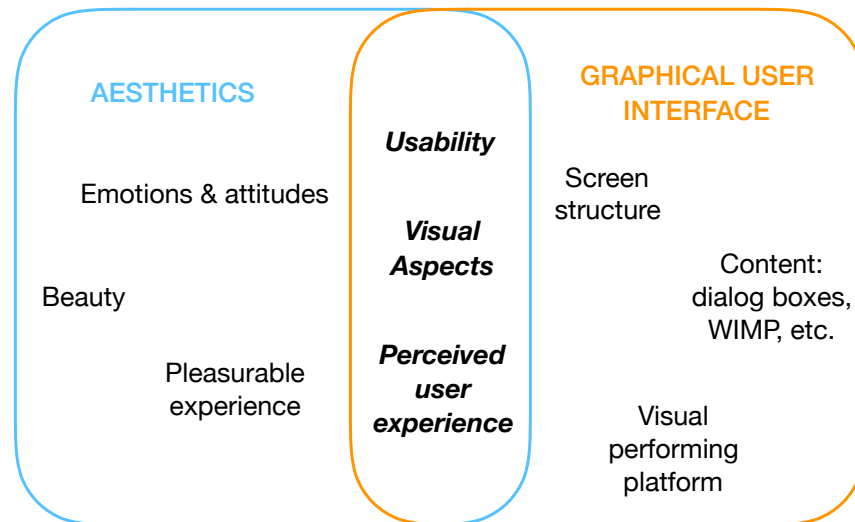 AESTHETICS
Emotions & attitudes
Beauty
Pleasurable
experience
Usability
Visual
Aspects
Perceived
user
experience
GRAPHICAL USER
INTERFACE
Screen
structure
Content:
dialog boxes,
WIMP, etc.
Visual
performing
platform